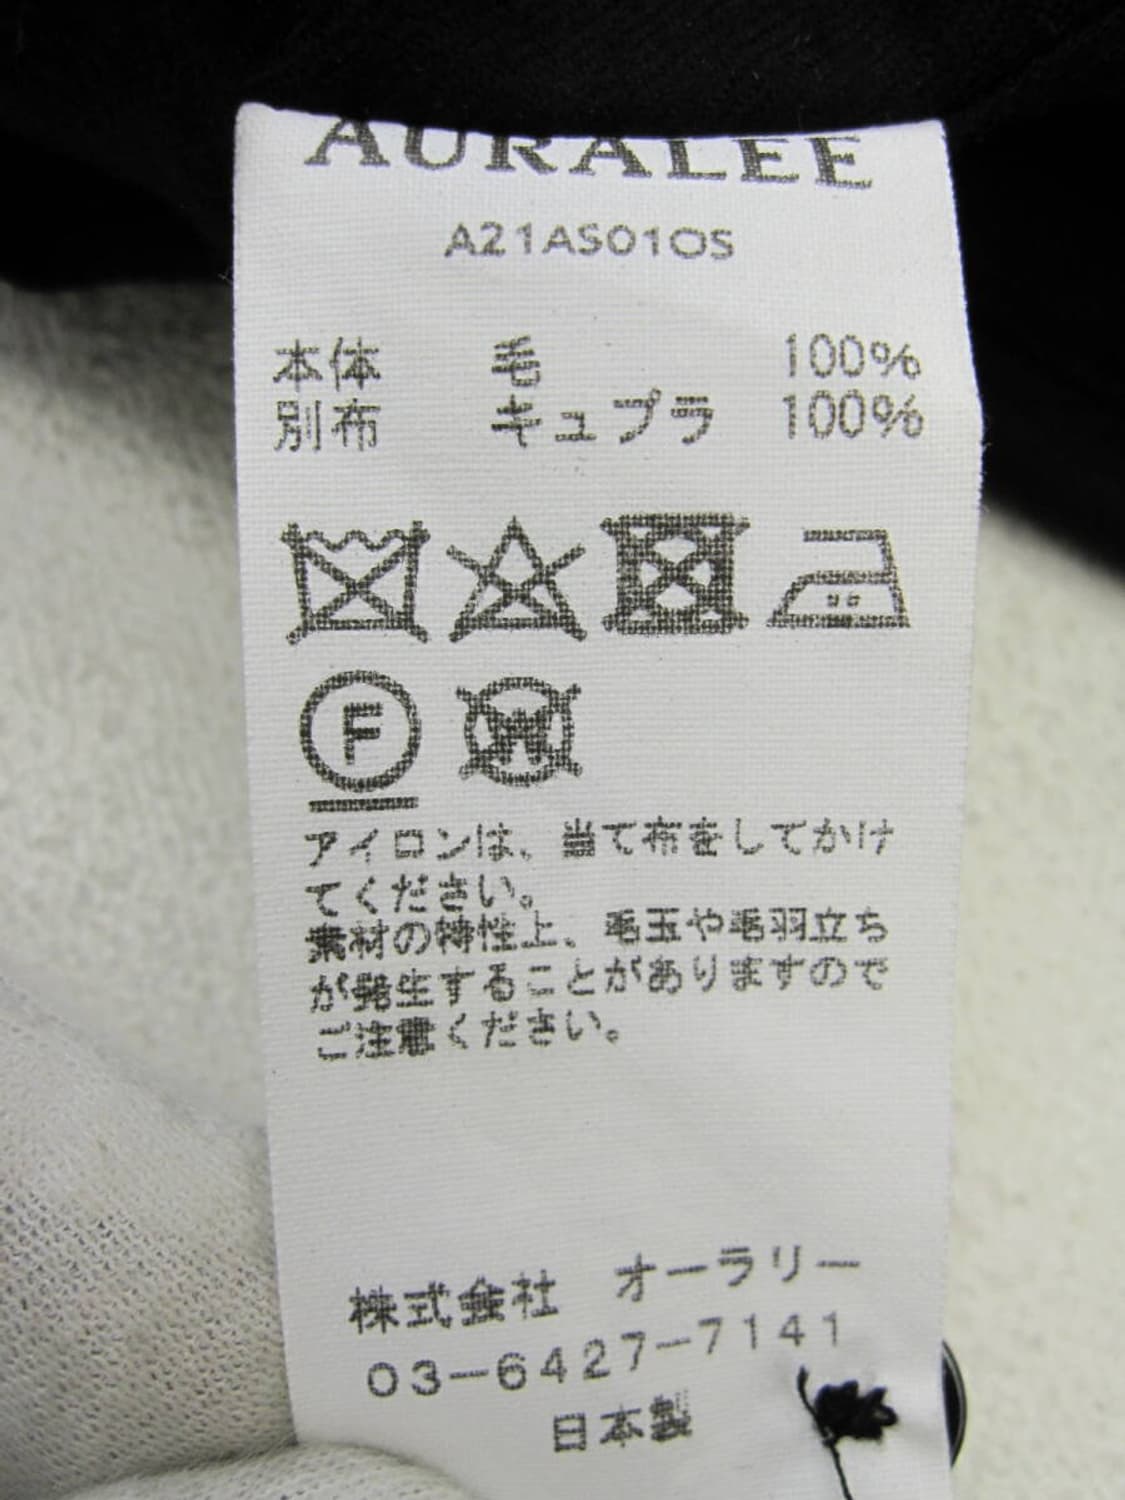 AURALEE
A21AS01OS
本体 毛 100%
別布 キュプラ 100%
F
W
アイロンは、当て布をしてかけ
てください。
素材の特性上、毛玉や毛羽立ち
が発生することがありますので
ご注意ください。
株式会社 オーラリー
03-6427-7141
日本製